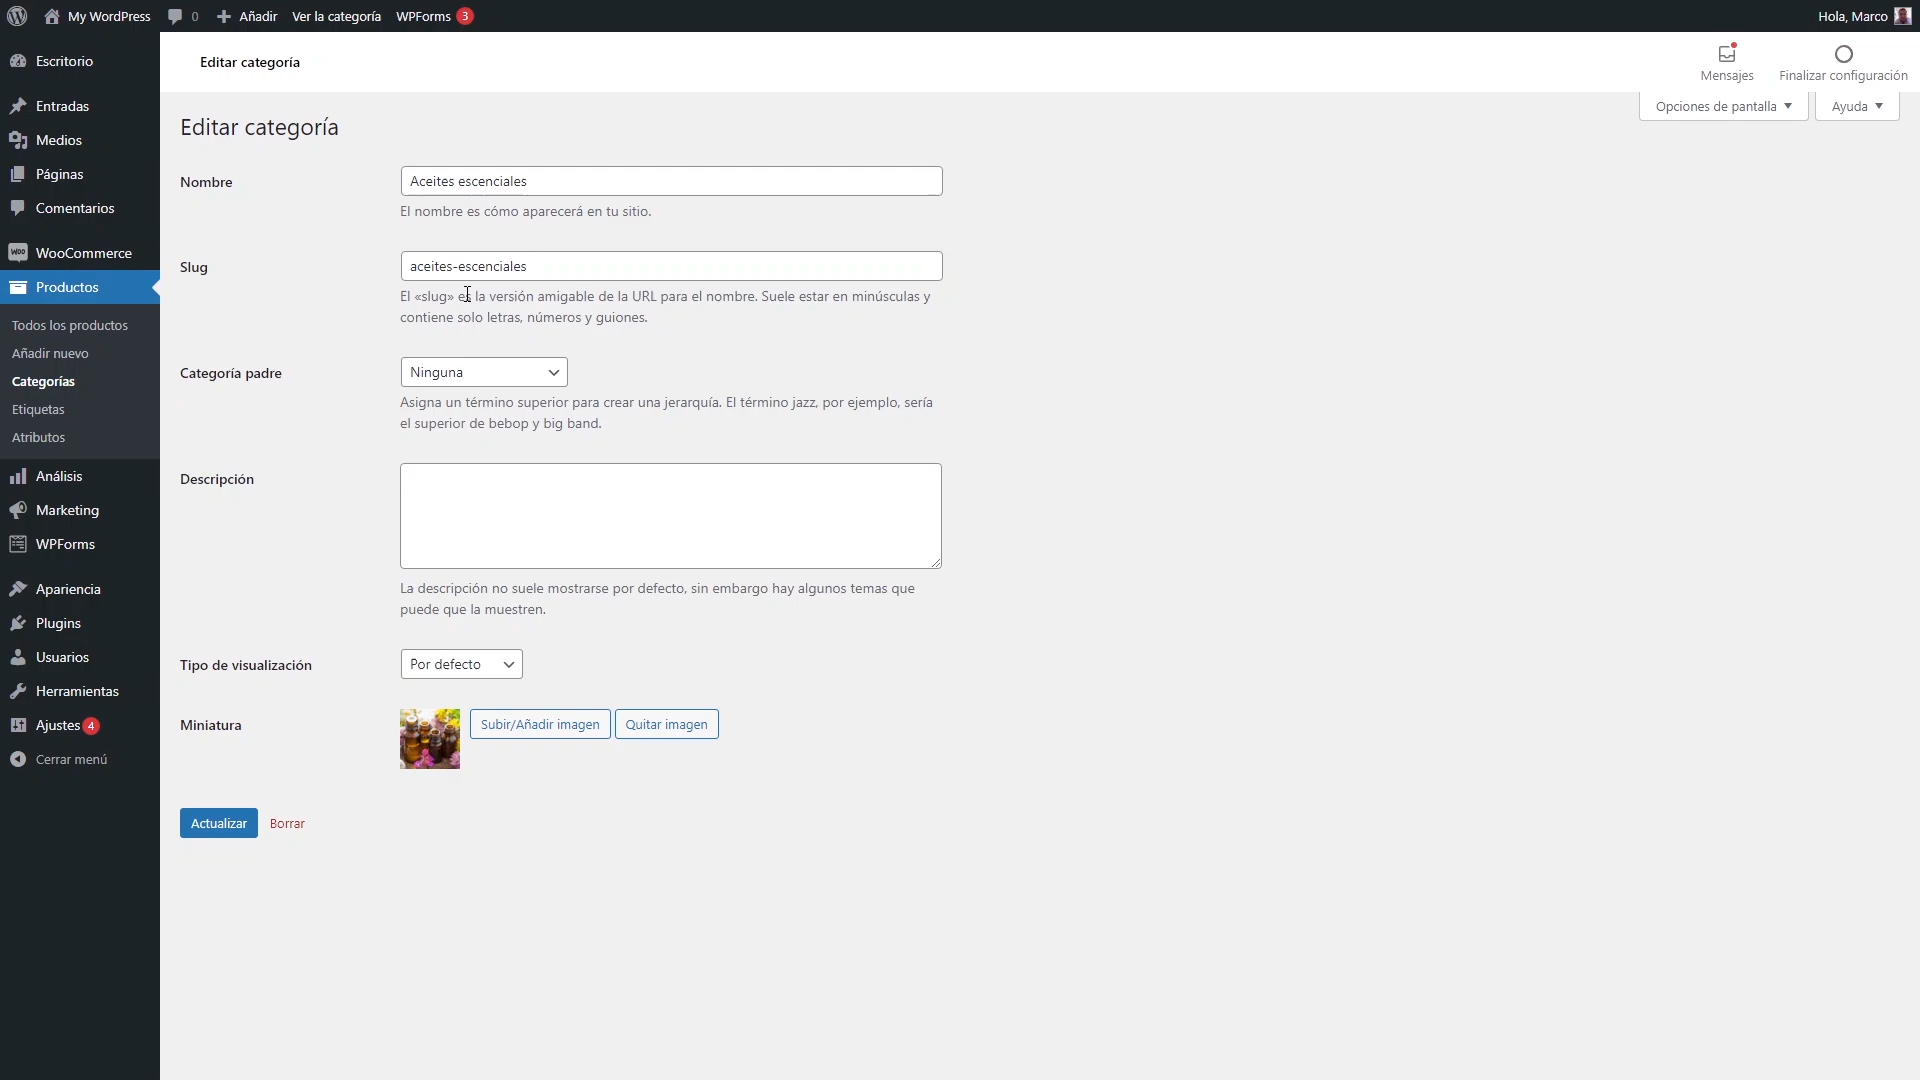 My WordPress
0
Añadir
Ver la categoría
WPForms 3
Hola, Marco
Escritorio
Entradas
Medios
Páginas
Comentarios
Woo
WooCommerce
Productos
Todos los productos
Añadir nuevo
Categorías
Etiquetas
Atributos
Análisis
Marketing
WPForms
Apariencia
Plugins
Usuarios
Herramientas
Ajustes 4
Cerrar menú
Editar categoría
Mensajes
Finalizar configuración
Opciones de pantalla
Ayuda
Editar categoría
Nombre
Aceites escenciales
El nombre es cómo aparecerá en tu sitio.
Slug
aceites-escenciales
El «slug» es la versión amigable de la URL para el nombre. Suele estar en minúsculas y
contiene solo letras, números y guiones.
Categoría padre
Ninguna
Asigna un término superior para crear una jerarquía. El término jazz, por ejemplo, sería
el superior de bebop y big band.
Descripción
La descripción no suele mostrarse por defecto, sin embargo hay algunos temas que
puede que la muestren.
Tipo de visualización
Por defecto
Miniatura
Subir/Añadir imagen
Quitar imagen
Actualizar
Borrar